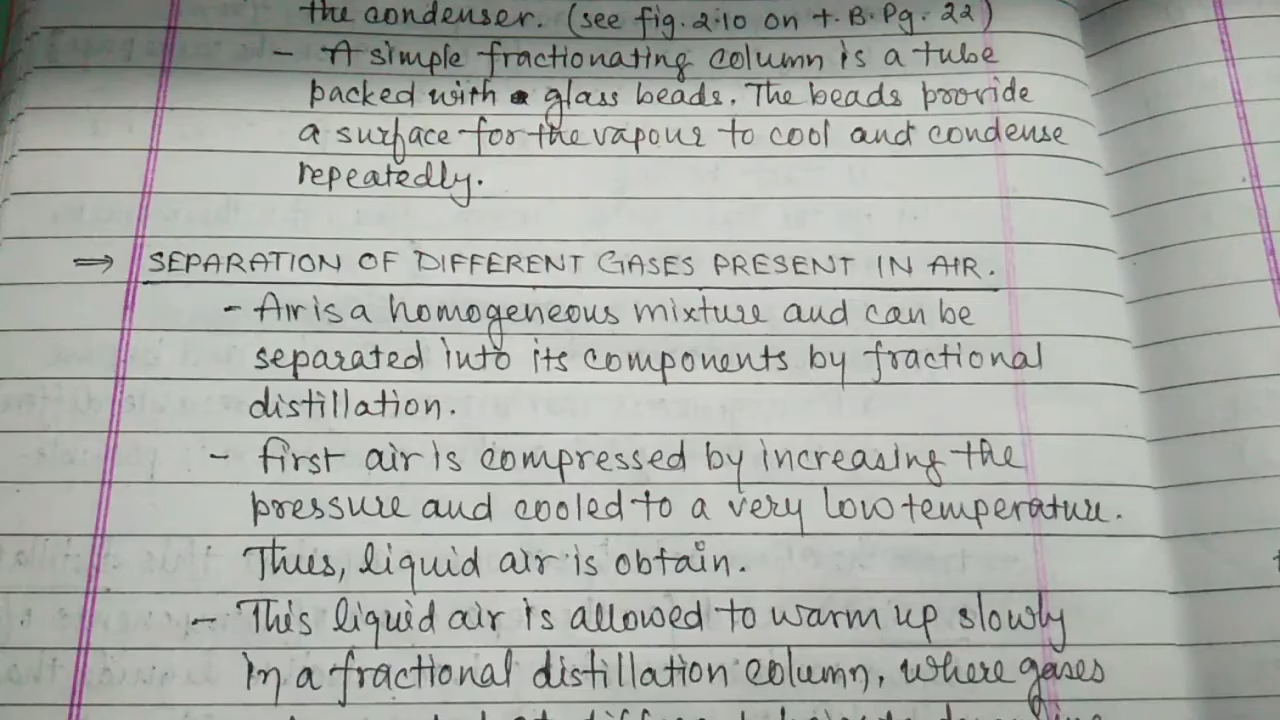 the condenser. (see fig. 2.10 on t. B. Pg. 22)
- A simple fractionating column is a tube
packed with glass beads. The beads provide
a surface for the vapour to cool and condense
repeatedly.
⇒ SEPARATION OF DIFFERENT GASES PRESENT IN AIR.
- Air is a homogeneous mixture and can be
separated into its components by fractional
distillation.
- first air is compressed by increasing the
pressure and cooled to a very low temperature.
Thus, liquid air is obtain.
- This liquid air is allowed to warm up slowly
in a fractional distillation column, where gases